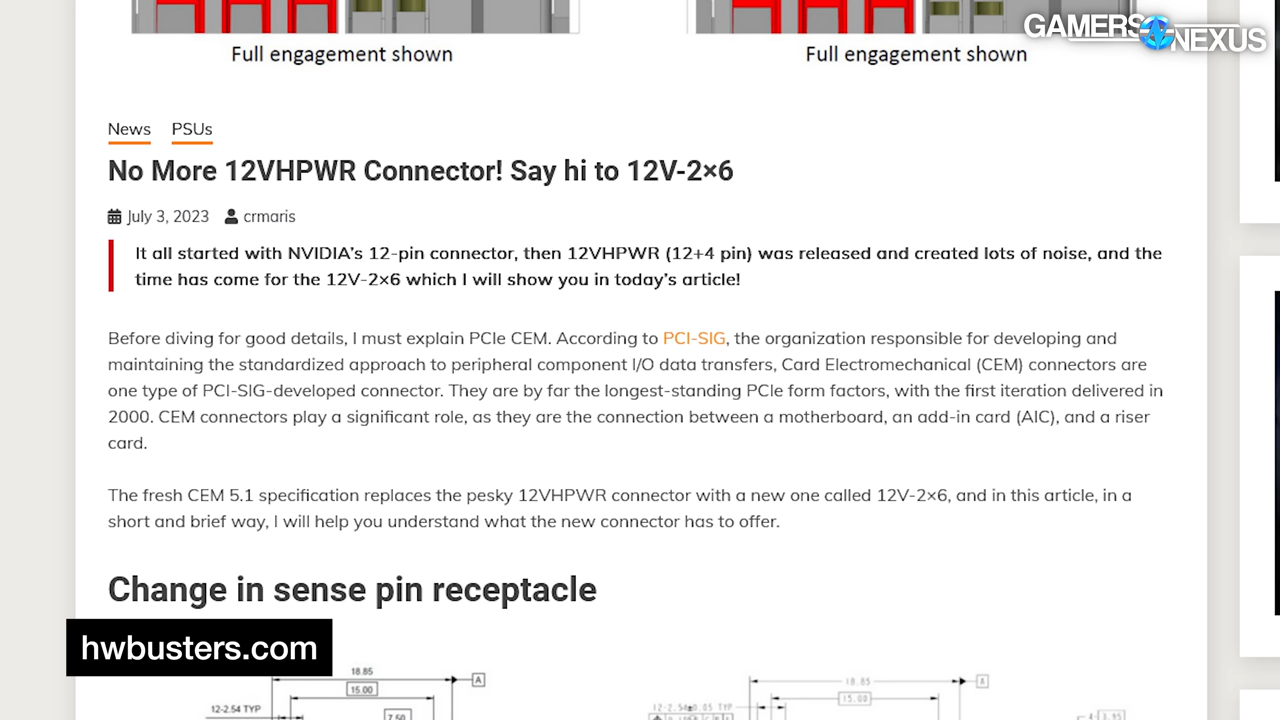 GAMERS NEXUS
Full engagement shown
Full engagement shown
News
PSUs
No More 12VHPWR Connector! Say hi to 12V-2×6
July 3, 2023
crmaris
It all started with NVIDIA's 12-pin connector, then 12VHPWR (12+4 pin) was released and created lots of noise, and the
time has come for the 12V-2×6 which I will show you in today's article!
Before diving for good details, I must explain PCIe CEM. According to PCI-SIG, the organization responsible for developing and
maintaining the standardized approach to peripheral component I/O data transfers, Card Electromechanical (CEM) connectors are
one type of PCI-SIG-developed connector. They are by far the longest-standing PCIe form factors, with the first iteration delivered in
2000. CEM connectors play a significant role, as they are the connection between a motherboard, an add-in card (AIC), and a riser
card.
The fresh CEM 5.1 specification replaces the pesky 12VHPWR connector with a new one called 12V-2×6, and in this article, in a
short and brief way, I will help you understand what the new connector has to offer.
Change in sense pin receptacle
hwbusters.com
18.85
A
15.00
12-2.54 TYP
7.50
18.85
A
15.00
12-2.54±0.05 TYP